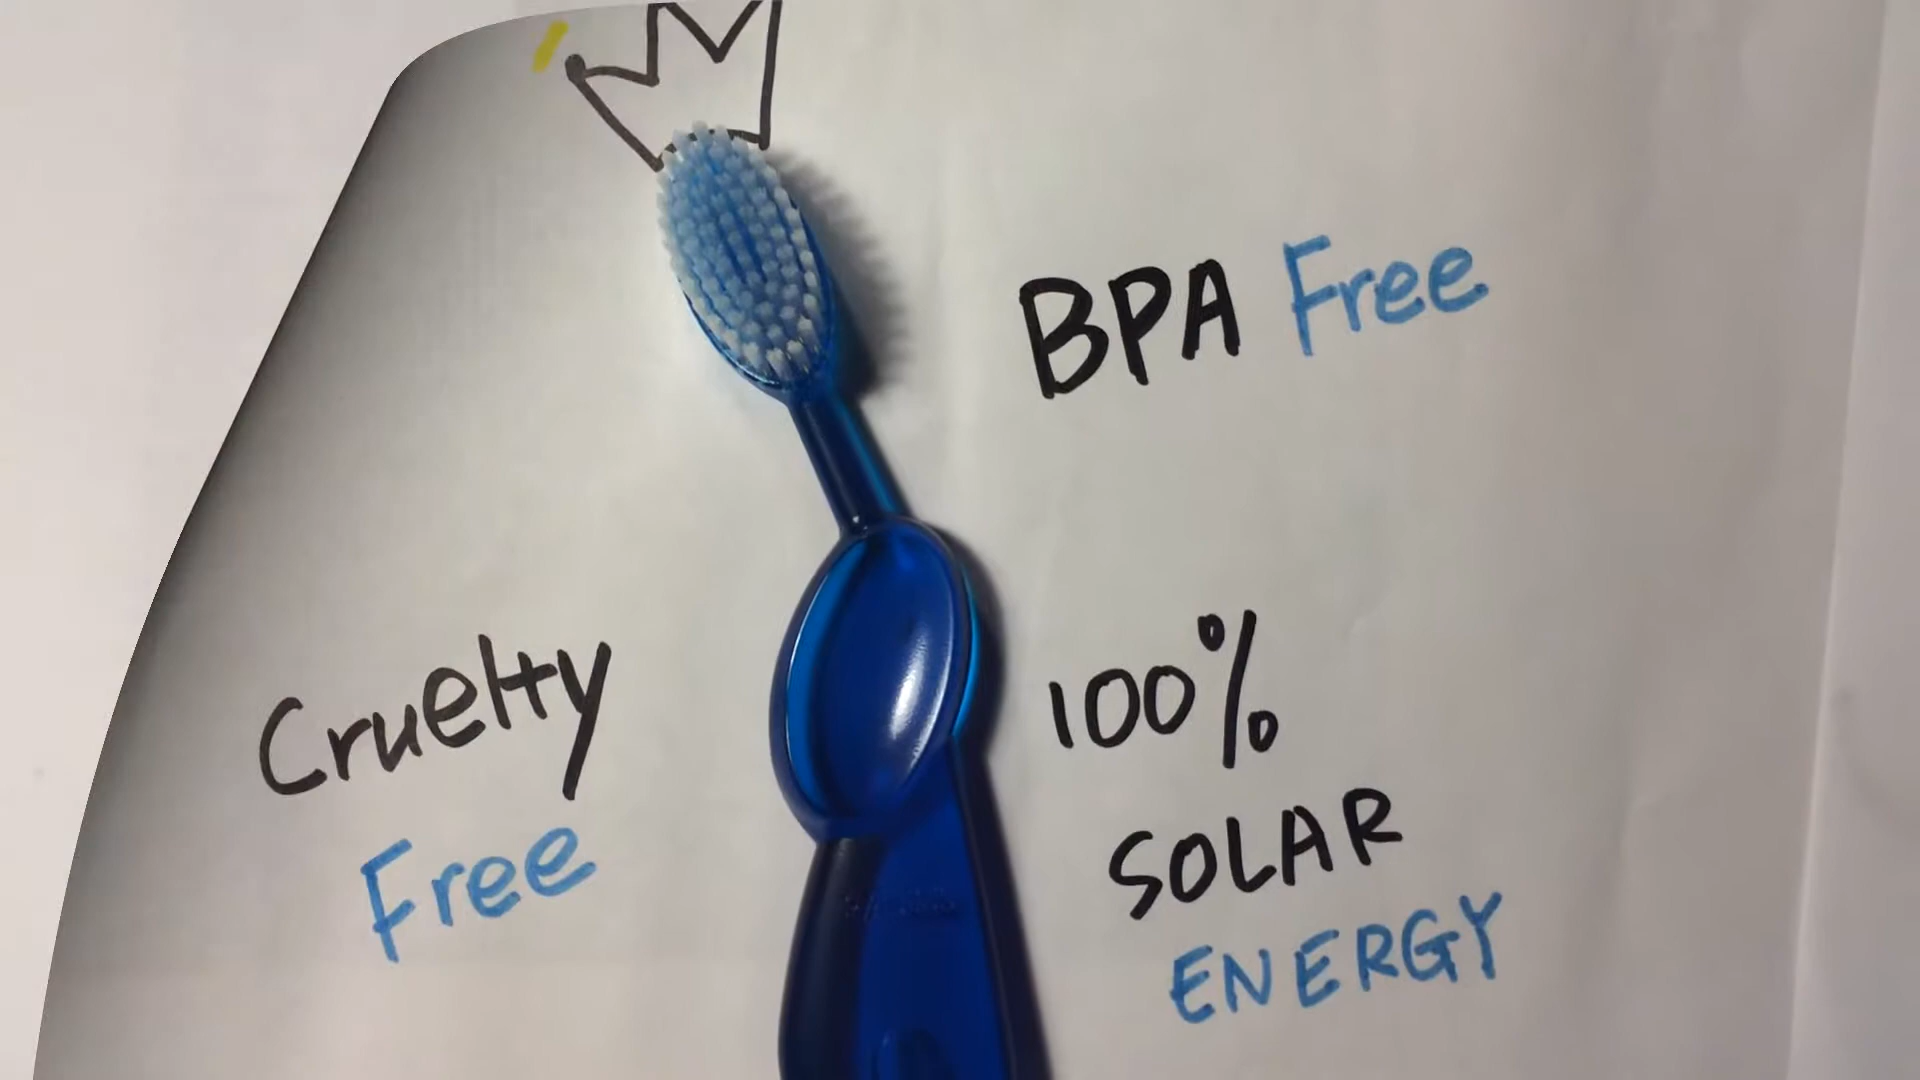 BPA Free
Cruelty
Free
100%
SOLAR
ENERGY